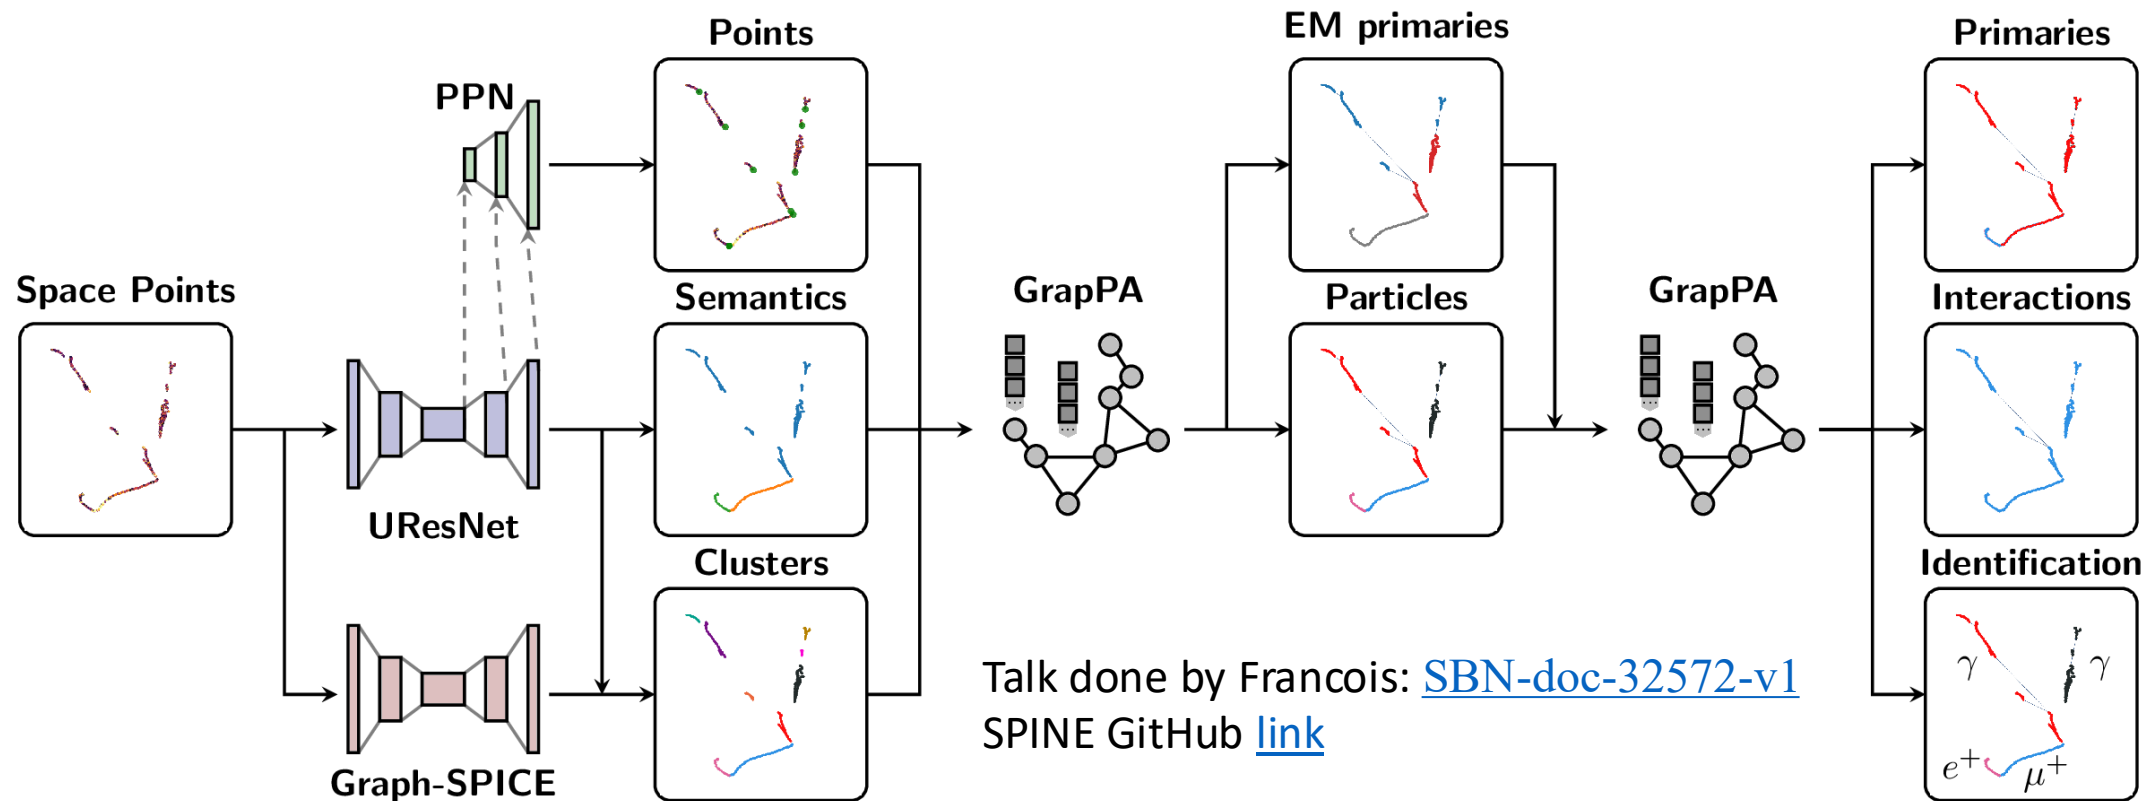 Points
EM primaries
Primaries
PPN
Space Points
Semantics
GrapPA
Particles
GrapPA
Interactions
UResNet
Clusters
Identification
γ
γ
e+
μ+
Graph-SPICE
Talk done by Francois: SBN-doc-32572-v1
SPINE GitHub link